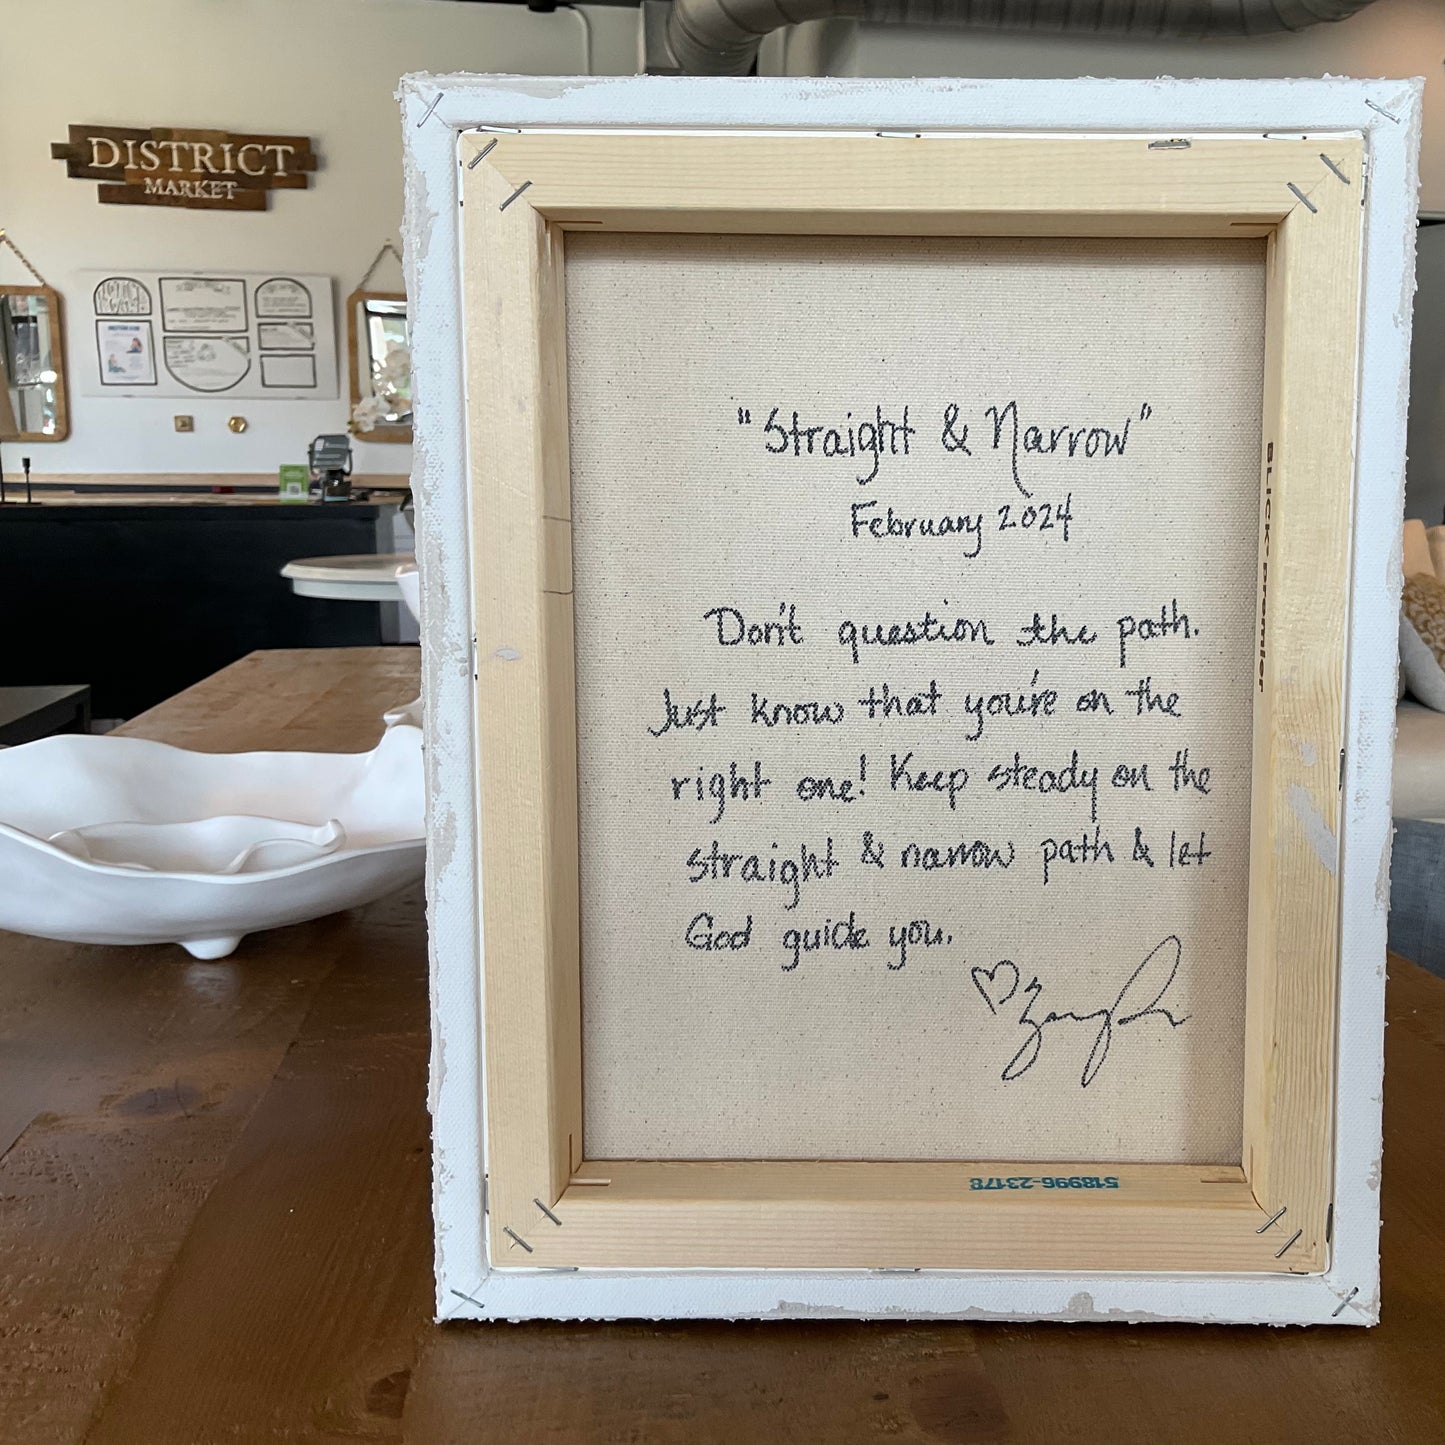 DISTRICT
MARKET
"Straight & Narrow"
February 2024
Don't question the path.
Just know that you're on the
right one! Keep steady on the
straight & narrow path & let
God guide you.
BLICK premier
518996-23178